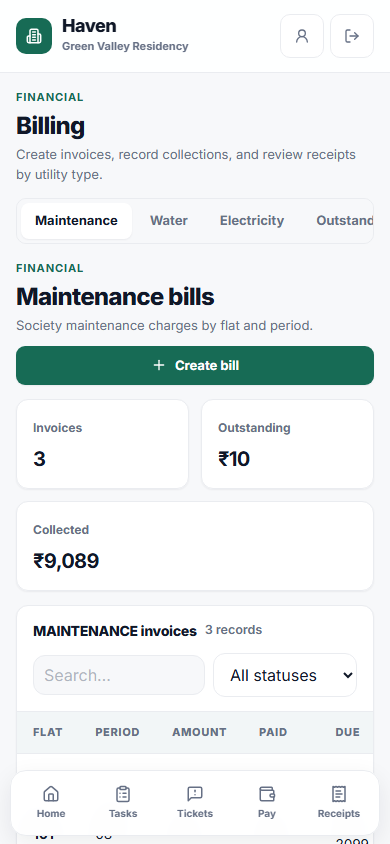 Haven
Green Valley Residency
FINANCIAL
Billing
Create invoices, record collections, and review receipts
by utility type.
Maintenance Water Electricity Outstand
FINANCIAL
Maintenance bills
Society maintenance charges by flat and period.
+ Create bill
Invoices Outstanding
3 ₹10
Collected
₹9,089
MAINTENANCE invoices 3 records
Search... All statuses
FLAT PERIOD AMOUNT PAID DUE
Home Tasks Tickets Pay Receipts